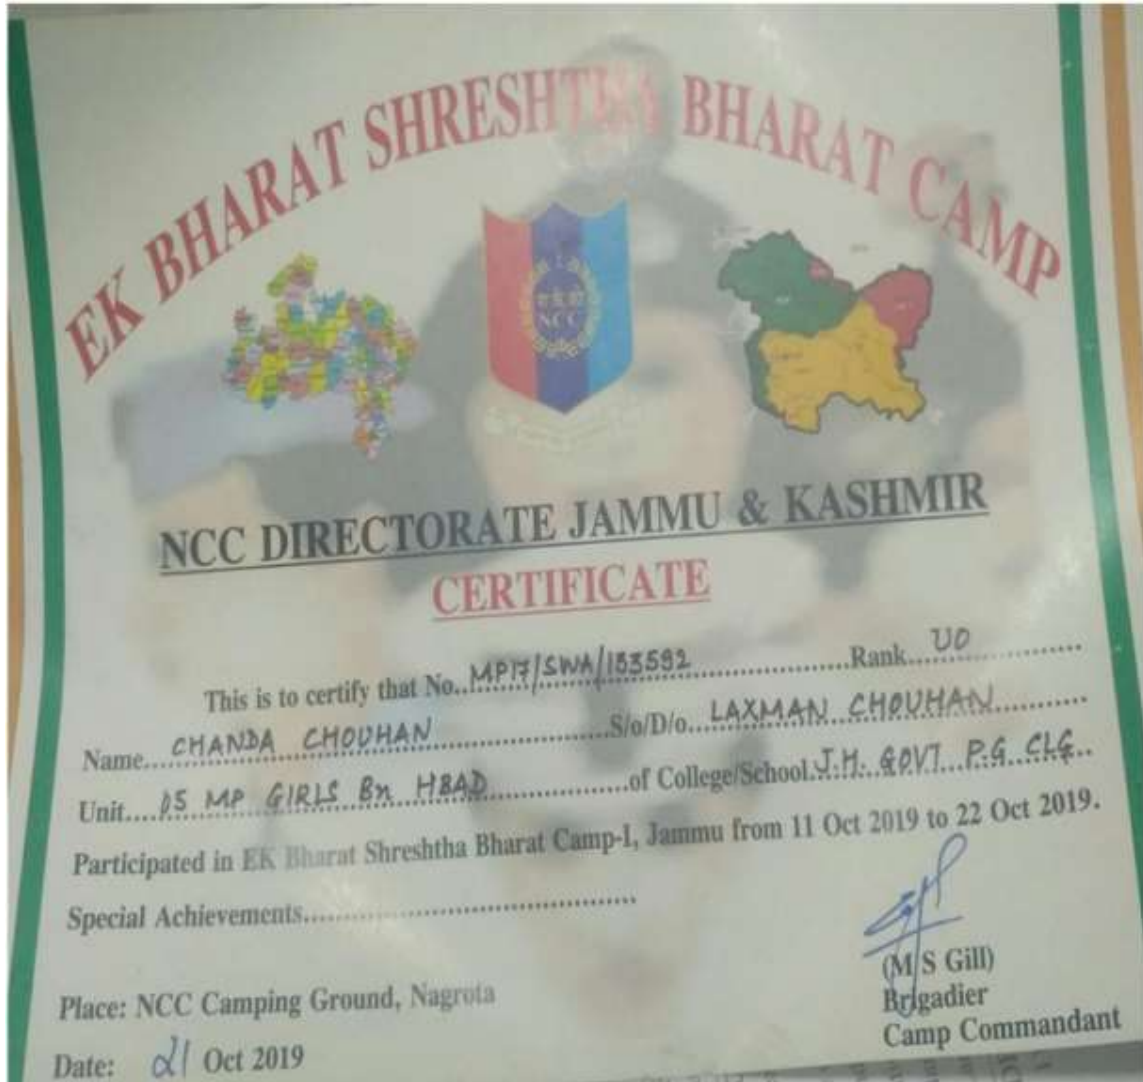 EK BHARAT SHRESHTHA BHARAT CAMP
एकता
NCC
NCC DIRECTORATE JAMMU & KASHMIR
CERTIFICATE
This is to certify that No..MP17/SWA/153592..........Rank...UO..........
Name....CHANDA CHOUHAN..........S/o/D/o...LAXMAN CHOUHAN..........
Unit....05 MP GIRLS Bn HBAD..........of College/School.J.H. GOVT P.G CLG..
Participated in EK Bharat Shreshtha Bharat Camp-I, Jammu from 11 Oct 2019 to 22 Oct 2019.
Special Achievements..........
(M S Gill)
Place: NCC Camping Ground, Nagrota
Brigadier
Camp Commandant
Date: 21 Oct 2019